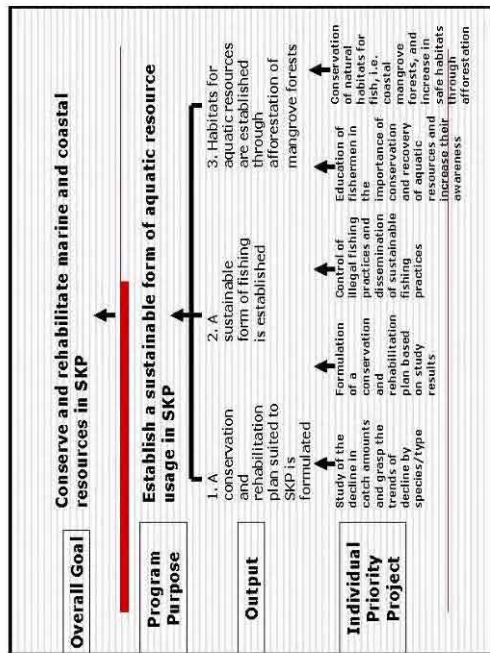 Overall Goal
Conserve and rehabilitate marine and coastal
resources in SKP
Program
Purpose
Establish a sustainable form of aquatic resource
usage in SKP
Output
1. A
conservation
and
rehabilitation
plan suited to
SKP is
formulated
2. A
sustainable
form of fishing
is established
3. Habitats for
aquatic resources
are established
through
afforestation of
mangrove forests
Individual
Priority
Project
Study of the
decline in
catch amounts
and grasp the
trends of
decline by
species/type
Formulation
of a
conservation
and
rehabilitation
plan based
on study
results
Control of
illegal fishing
practices and
dissemination
of sustainable
fishing
practices
Education of
fishermen in
the
importance of
conservation
and recovery
of aquatic
resources and
increase their
awareness
Conservation
of natural
habitats for
fish, i.e.
coastal
mangrove
forests, and
increase in
safe habitats
through
afforestation